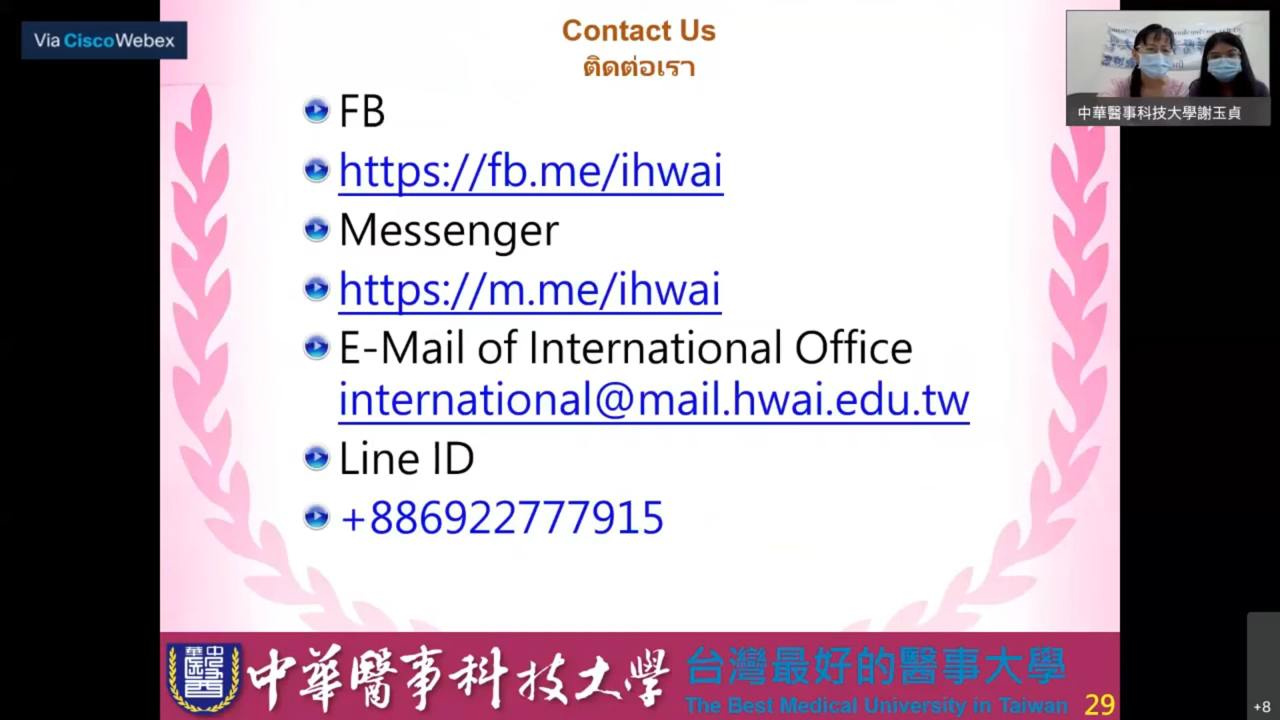 Via Cisco Webex
Contact Us
ติดต่อเรา
中華醫事科技大學謝玉貞
FB
https://fb.me/ihwai
Messenger
https://m.me/ihwai
E-Mail of International Office
international@mail.hwai.edu.tw
Line ID
+886922777915
中華醫事科技大學
台灣最好的醫事大學
The Best Medical University in Taiwan
29
+8